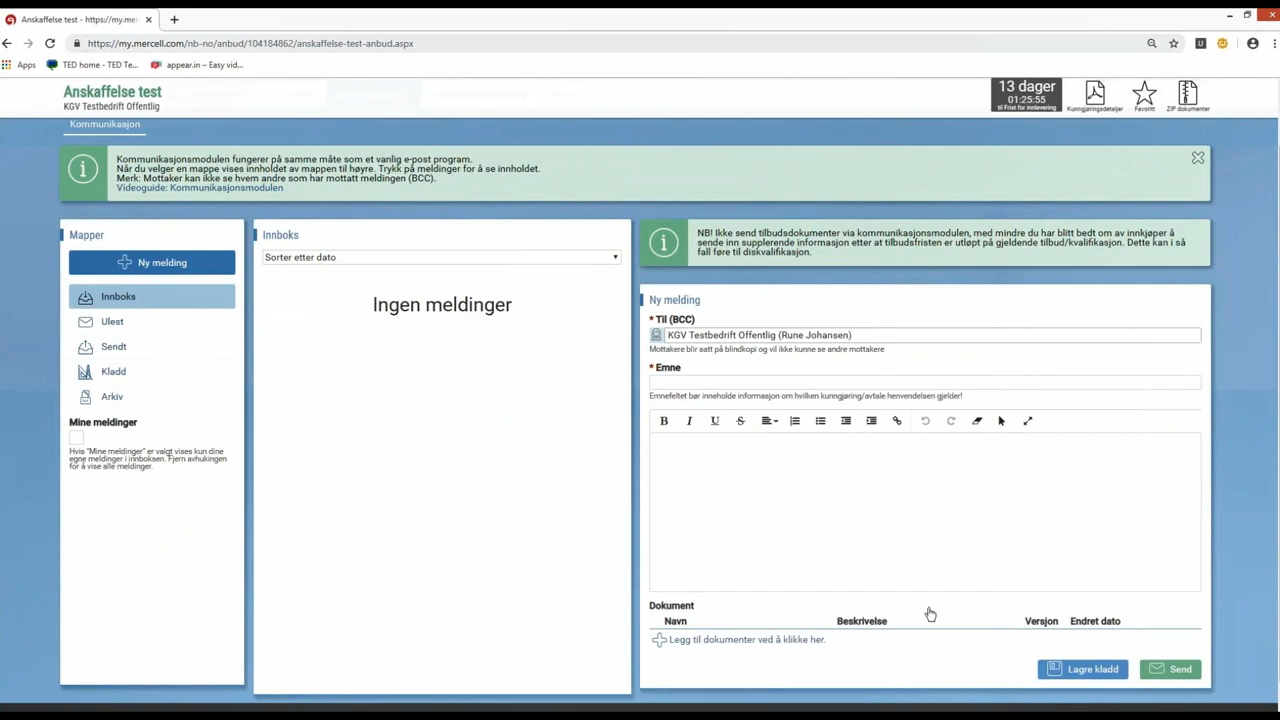 Anskaffelse test - https://my.mer
https://my.mercell.com/nb-no/anbud/104184862/anskaffelse-test-anbud.aspx
Apps
TED home - TED Te...
appear.in – Easy vid...
Anskaffelse test
KGV Testbedrift Offentlig
13 dager
01:25:55
til Frist for innlevering
Kunngjøringsdetaljer
Favoritt
ZIP dokumenter
Kommunikasjon
Kommunikasjonsmodulen fungerer på samme måte som et vanlig e-post program.
Når du velger en mappe vises innholdet av mappen til høyre. Trykk på meldinger for å se innholdet.
Merk: Mottaker kan ikke se hvem andre som har mottatt meldingen (BCC).
Videoguide: Kommunikasjonsmodulen
Mapper
Ny melding
Innboks
Ulest
Sendt
Kladd
Arkiv
Mine meldinger
Hvis "Mine meldinger" er valgt vises kun dine
egne meldinger i innboksen. Fjern avhukingen
for å vise alle meldinger.
Innboks
Sorter etter dato
Ingen meldinger
NB! Ikke send tilbudsdokumenter via kommunikasjonsmodulen, med mindre du har blitt bedt om av innkjøper å
sende inn supplerende informasjon etter at tilbudsfristen er utløpt på gjeldende tilbud/kvalifikasjon. Dette kan i så
fall føre til diskvalifikasjon.
Ny melding
* Til (BCC)
KGV Testbedrift Offentlig (Rune Johansen)
Mottakere blir satt på blindkopi og vil ikke kunne se andre mottakere
* Emne
Emnefeltet bør inneholde informasjon om hvilken kunngjøring/avtale henvendelsen gjelder!
B I U S
Dokument
Navn Beskrivelse Versjon Endret dato
Legg til dokumenter ved å klikke her.
Lagre kladd
Send